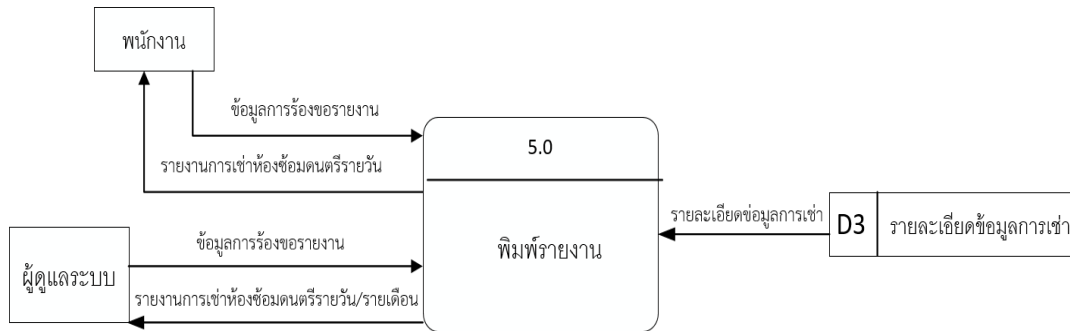 พนักงาน
ข้อมูลการร้องขอรายงาน
รายงานการเช่าห้องซ้อมดนตรีรายวัน
5.0
พิมพ์รายงาน
รายละเอียดข่อมูลการเช่า
D3
รายละเอียดข้อมูลการเช่า
ผู้ดูแลระบบ
ข้อมูลการร้องขอรายงาน
รายงานการเช่าห้องซ้อมดนตรีรายวัน/รายเดือน